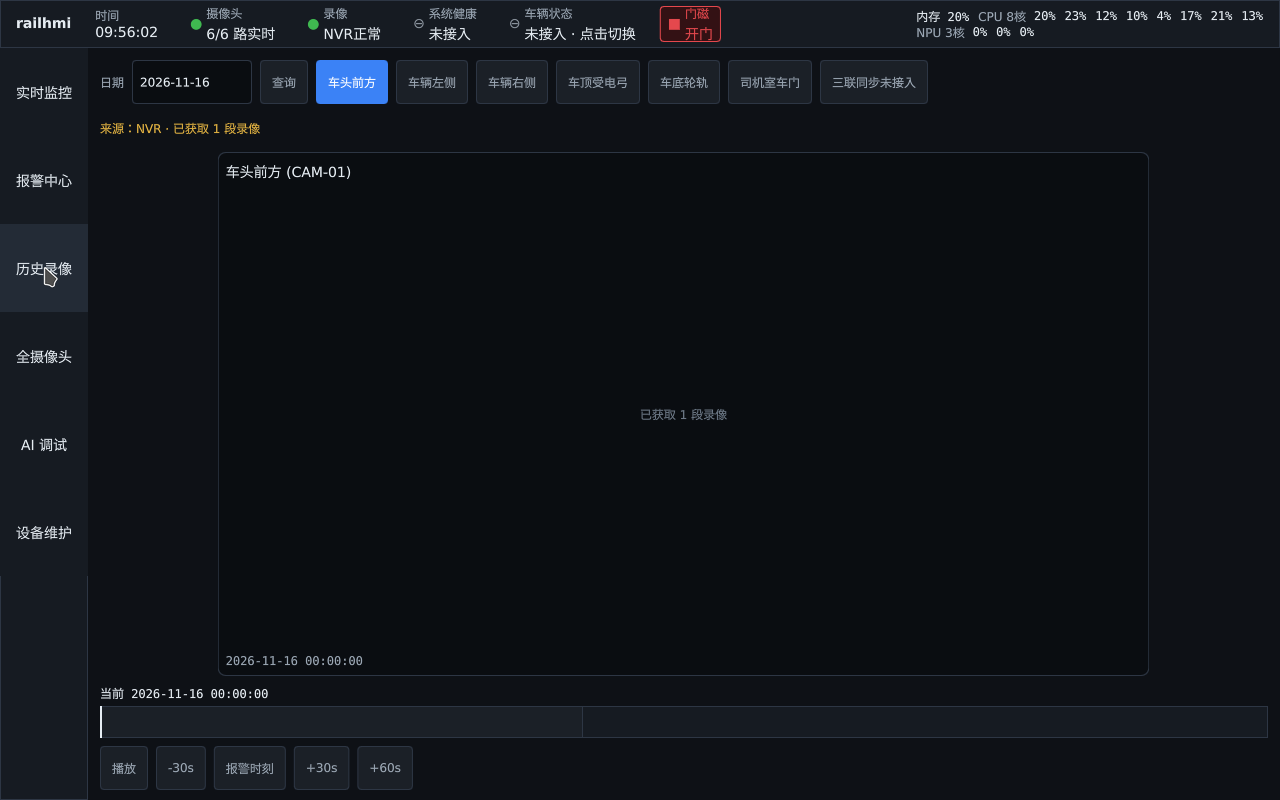 railhmi
时间
09:56:02
摄像头
6/6 路实时
录像
NVR正常
系统健康
未接入
车辆状态
未接入 · 点击切换
门磁
开门
内存 20% CPU 8核 20% 23% 12% 10% 4% 17% 21% 13%
NPU 3核 0% 0% 0%
实时监控
报警中心
历史录像
全摄像头
AI 调试
设备维护
日期 2026-11-16 查询 车头前方 车辆左侧 车辆右侧 车顶受电弓 车底轮轨 司机室车门 三联同步未接入
来源：NVR · 已获取 1 段录像
车头前方 (CAM-01)
已获取 1 段录像
2026-11-16 00:00:00
当前 2026-11-16 00:00:00
播放 -30s 报警时刻 +30s +60s